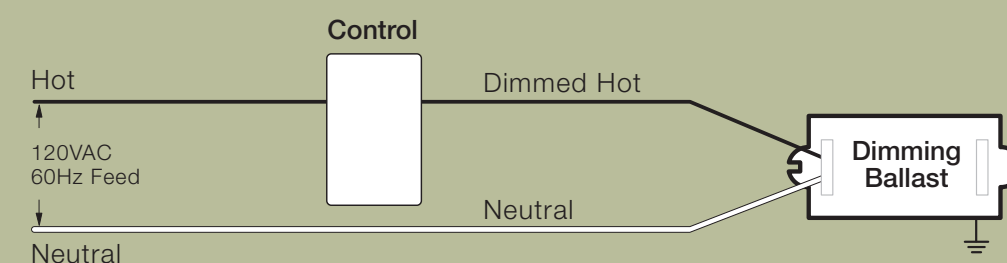 Control
Hot
Dimmed Hot
120VAC
60Hz Feed
Dimming
Ballast
Neutral
Neutral